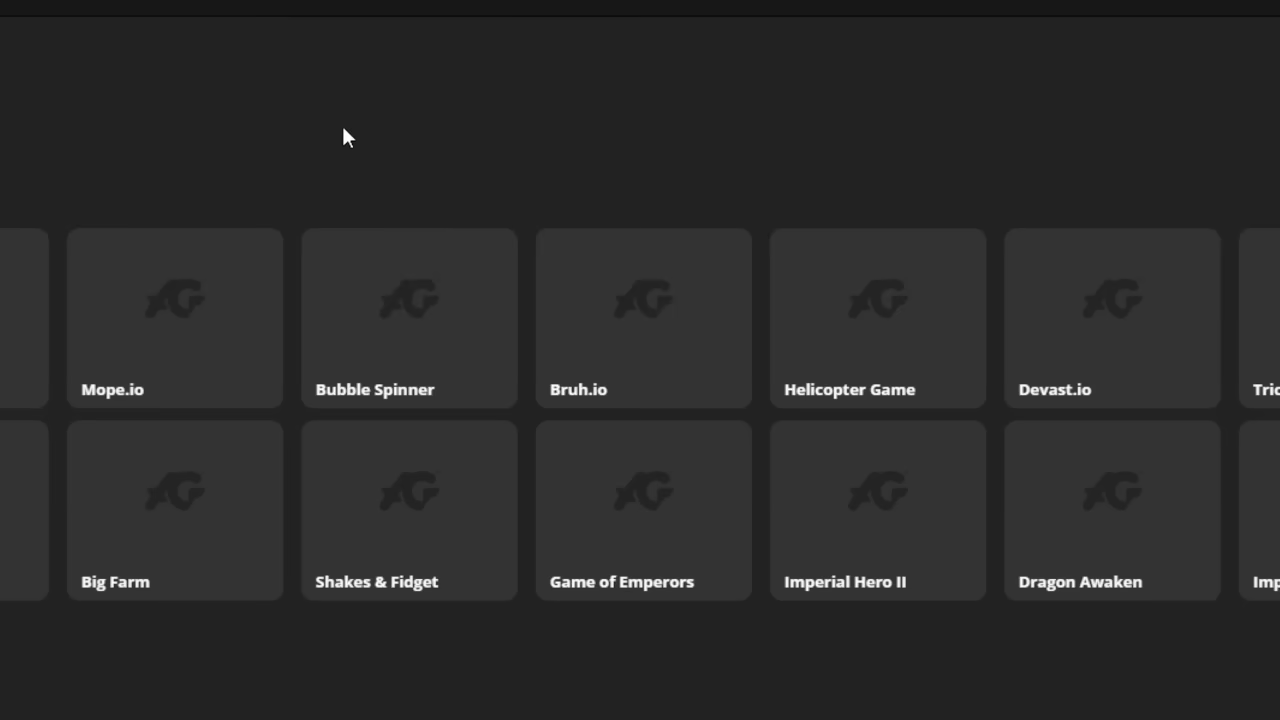 Mope.io
Bubble Spinner
Bruh.io
Helicopter Game
Devast.io
Big Farm
Shakes & Fidget
Game of Emperors
Imperial Hero II
Dragon Awaken